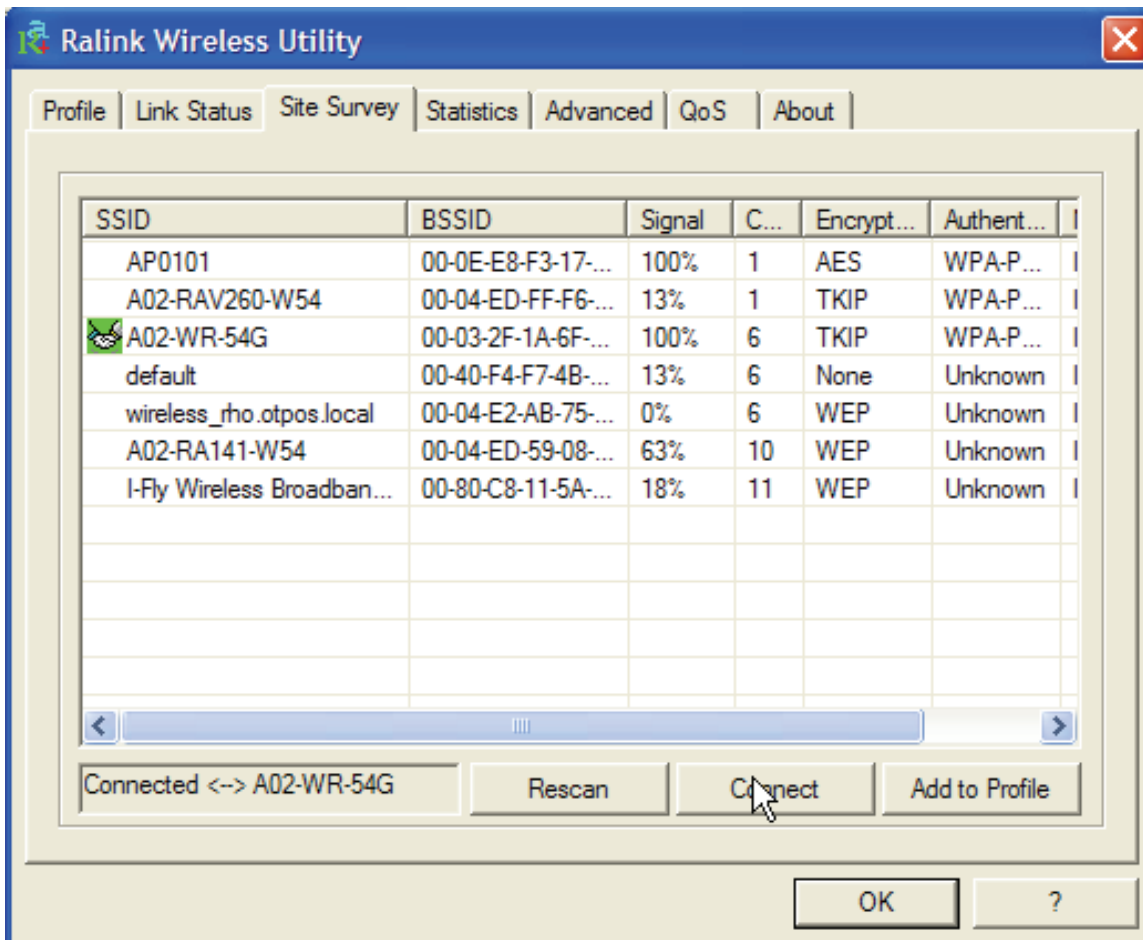 Ralink Wireless Utility
Profile Link Status Site Survey Statistics Advanced QoS About
SSID BSSID Signal C... Encrypt... Authent...
AP0101 00-0E-E8-F3-17-... 100% 1 AES WPA-P...
A02-RAV260-W54 00-04-ED-FF-F6-... 13% 1 TKIP WPA-P...
A02-WR-54G 00-03-2F-1A-6F-... 100% 6 TKIP WPA-P...
default 00-40-F4-F7-4B-... 13% 6 None Unknown
wireless_rho.otpos.local 00-04-E2-AB-75-... 0% 6 WEP Unknown
A02-RA141-W54 00-04-ED-59-08-... 63% 10 WEP Unknown
I-Fly Wireless Broadban... 00-80-C8-11-5A-... 18% 11 WEP Unknown
Connected <--> A02-WR-54G Rescan Connect Add to Profile
OK ?